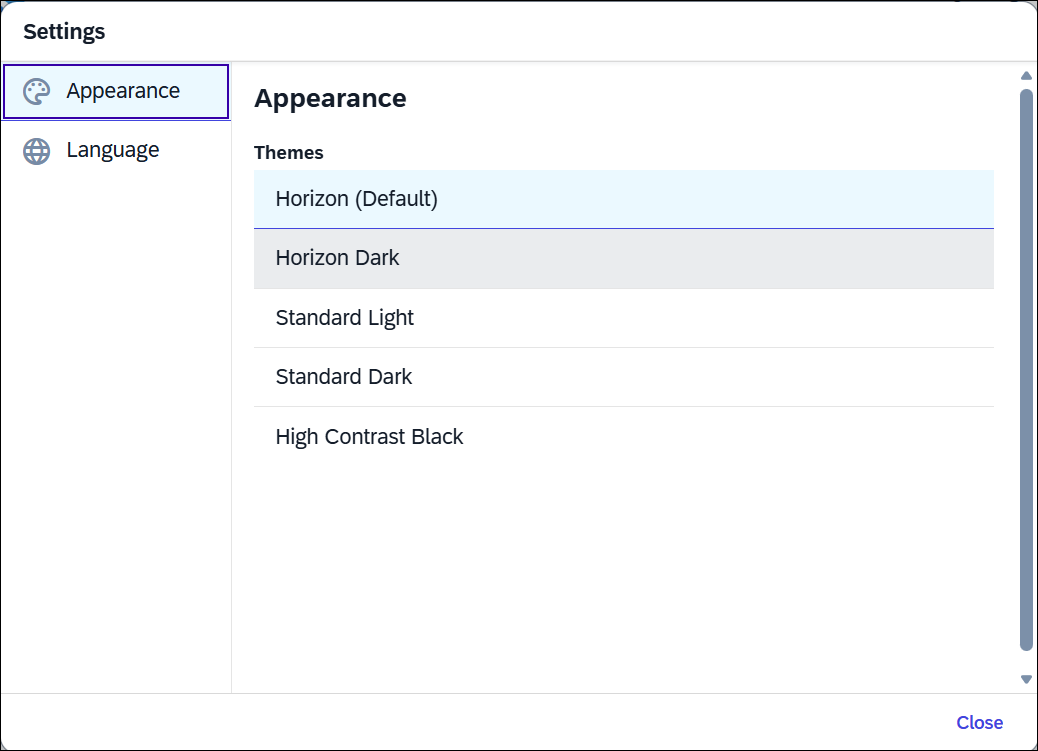 Settings
Appearance
Language
Appearance
Themes
Horizon (Default)
Horizon Dark
Standard Light
Standard Dark
High Contrast Black
Close